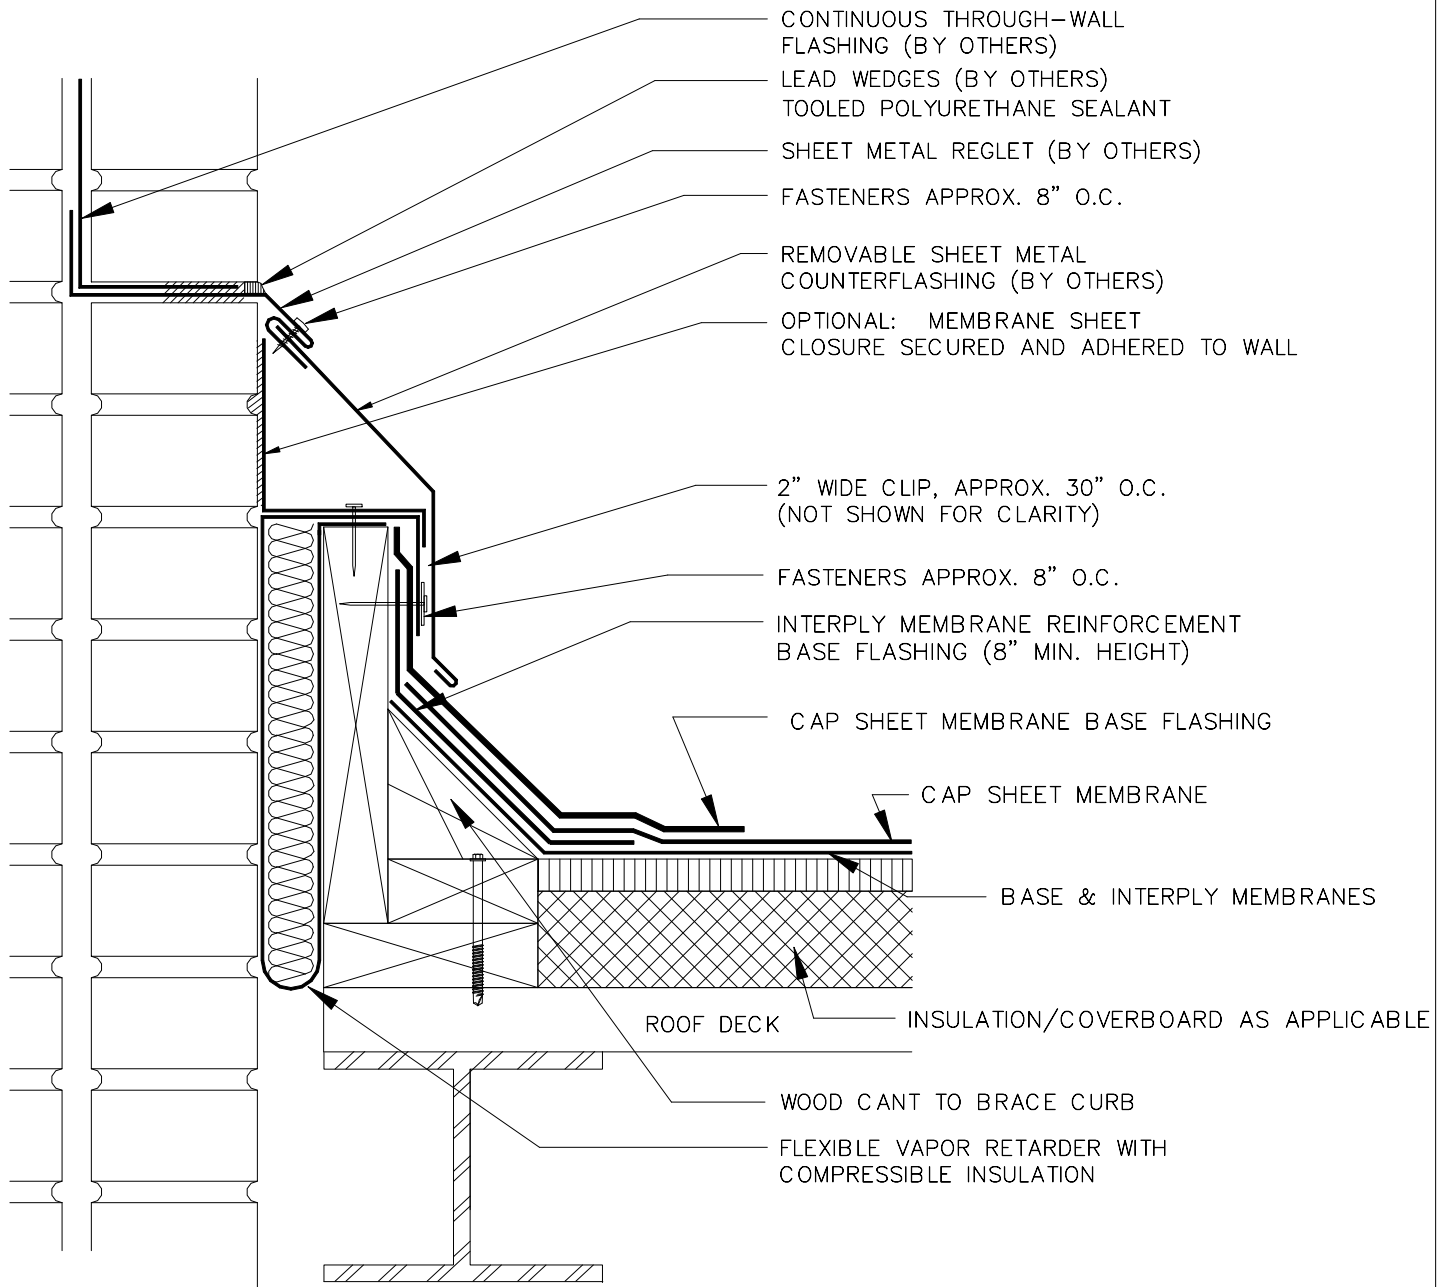 CONTINUOUS THROUGH-WALL
FLASHING (BY OTHERS)
LEAD WEDGES (BY OTHERS)
TOOLED POLYURETHANE SEALANT
SHEET METAL REGLET (BY OTHERS)
FASTENERS APPROX. 8" O.C.
REMOVABLE SHEET METAL
COUNTERFLASHING (BY OTHERS)
OPTIONAL: MEMBRANE SHEET
CLOSURE SECURED AND ADHERED TO WALL
2" WIDE CLIP, APPROX. 30" O.C.
(NOT SHOWN FOR CLARITY)
FASTENERS APPROX. 8" O.C.
INTERPLY MEMBRANE REINFORCEMENT
BASE FLASHING (8" MIN. HEIGHT)
CAP SHEET MEMBRANE BASE FLASHING
CAP SHEET MEMBRANE
BASE & INTERPLY MEMBRANES
INSULATION/COVERBOARD AS APPLICABLE
ROOF DECK
WOOD CANT TO BRACE CURB
FLEXIBLE VAPOR RETARDER WITH
COMPRESSIBLE INSULATION